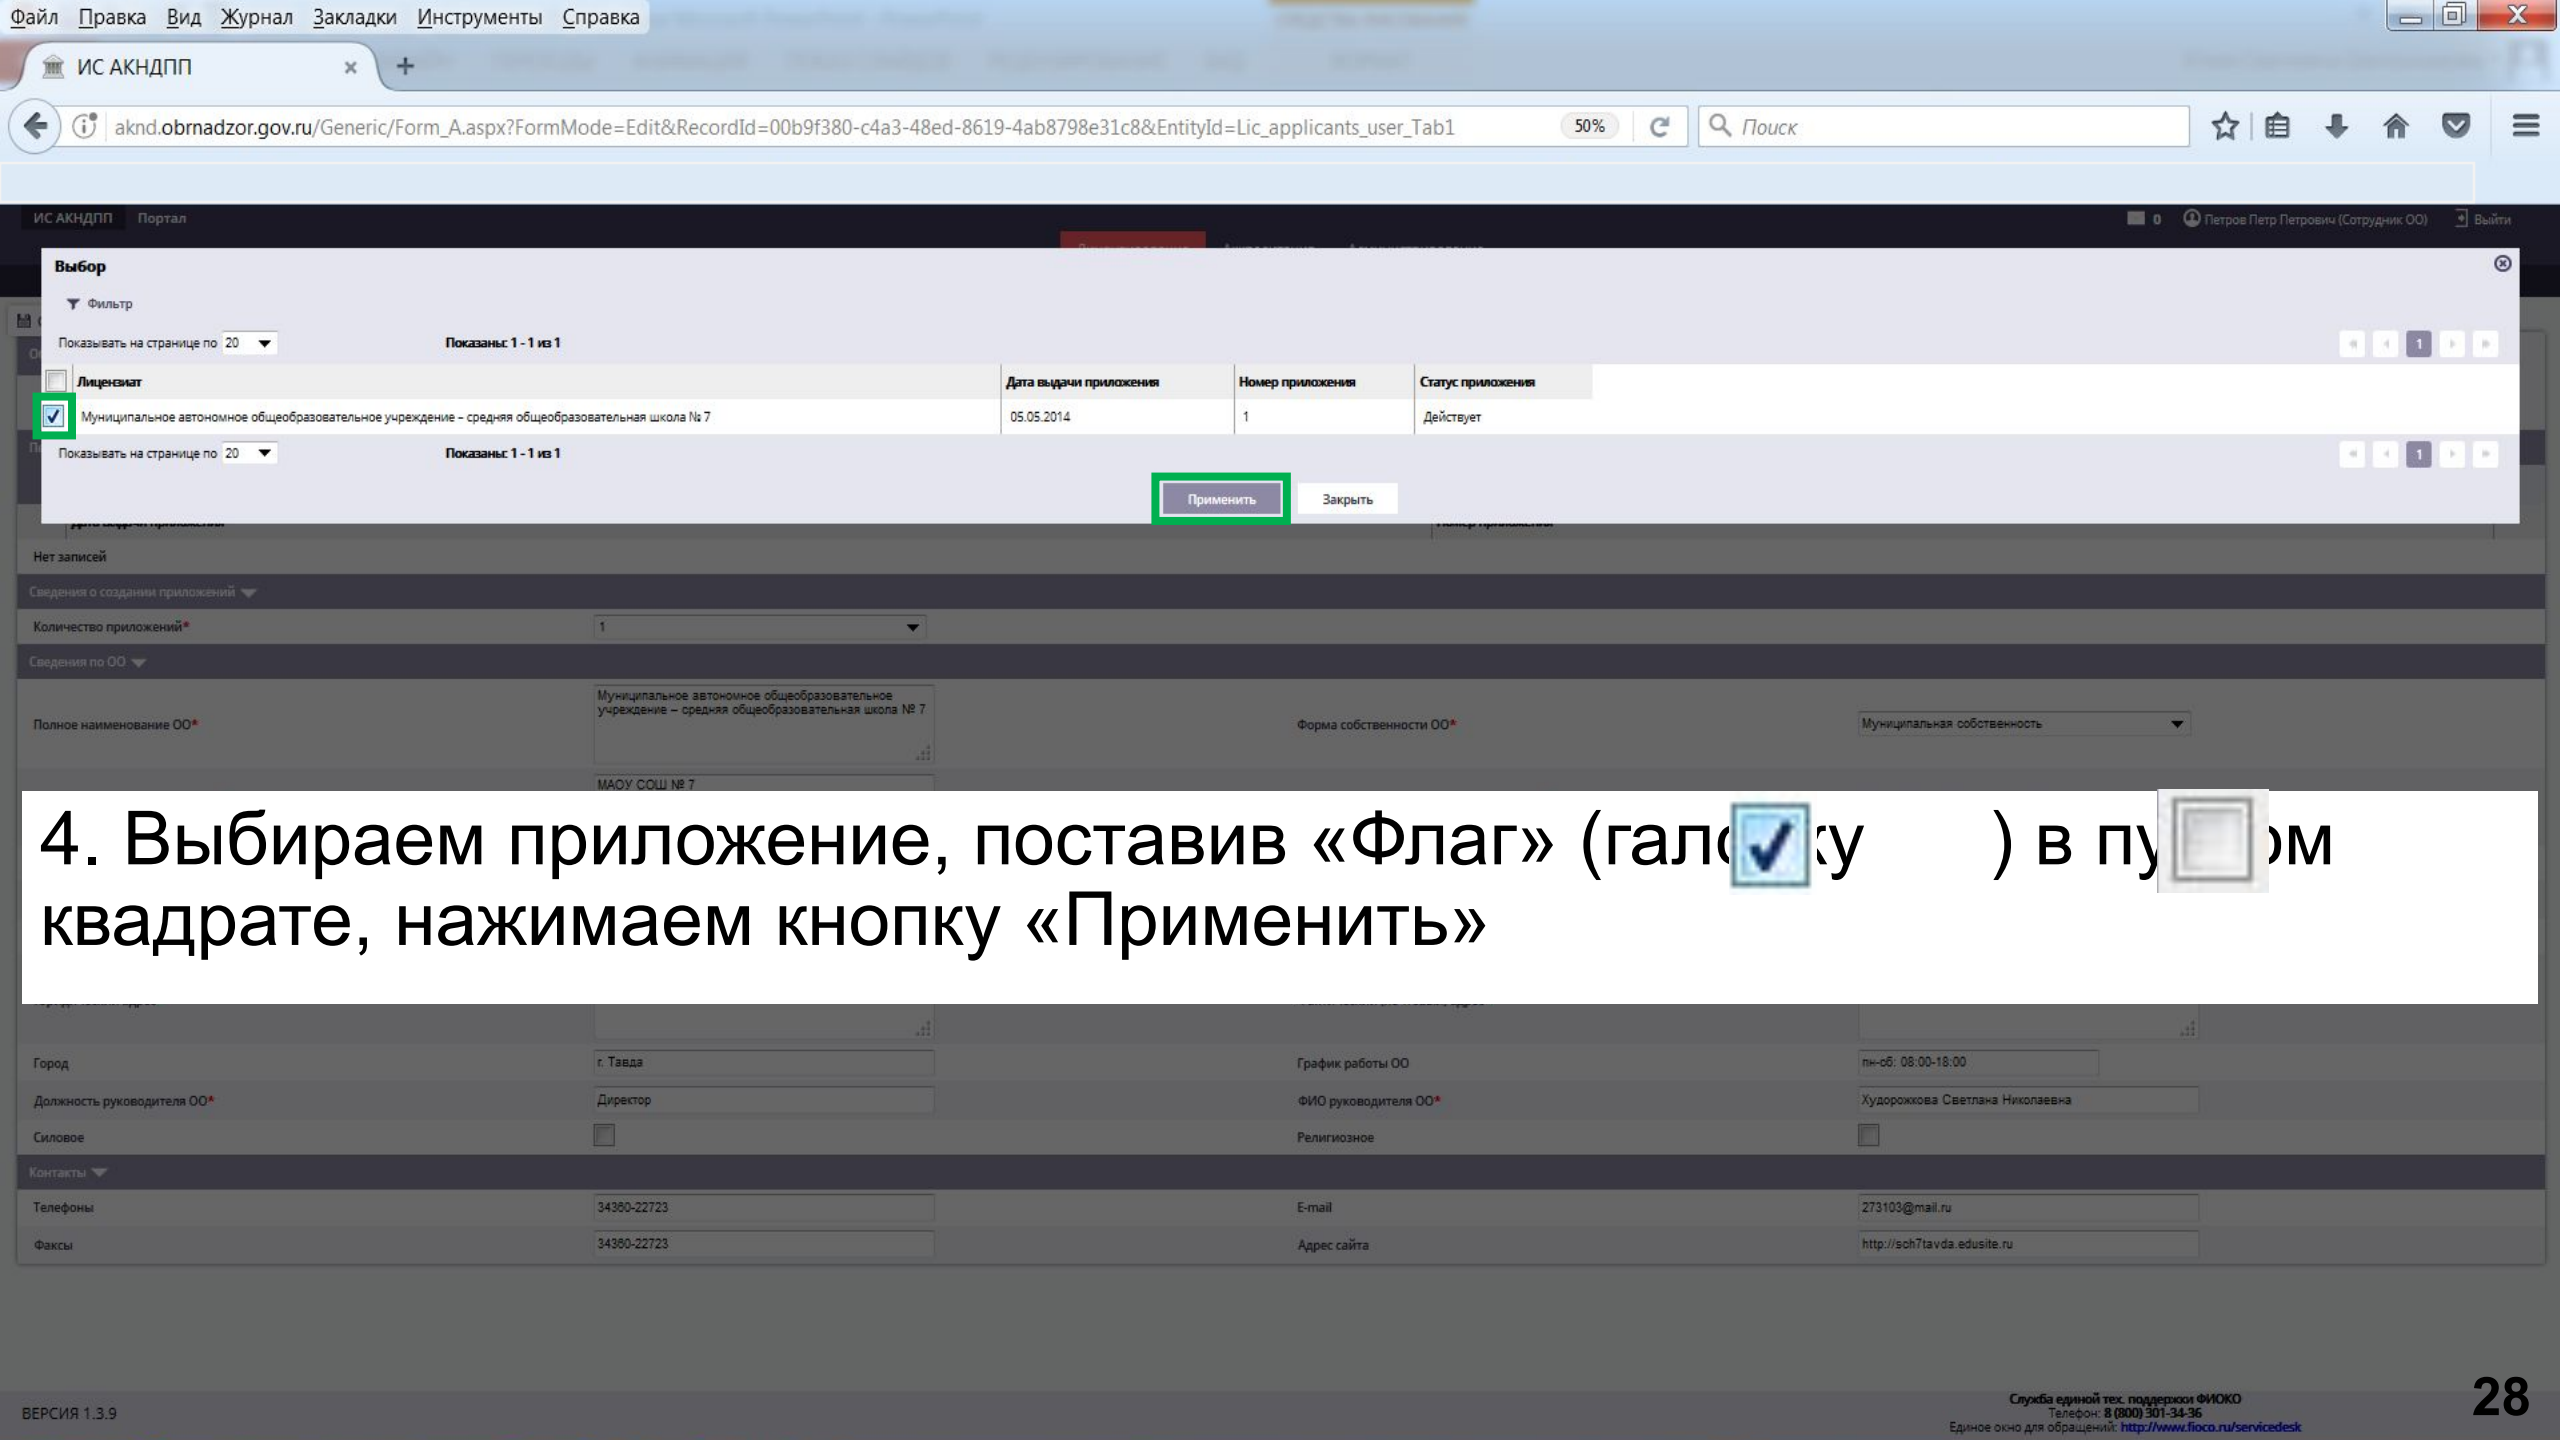 Файл Правка Вид Журнал Закладки Инструменты Справка
ИС АКНДПП
aknd.obrnadzor.gov.ru/Generic/Form_A.aspx?FormMode=Edit&RecordId=00b9f380-c4a3-48ed-8619-4ab8798e31c8&EntityId=Lic_applicants_user_Tab1 50% Поиск
ИС АКНДПП Портал 0 Петров Петр Петрович (Сотрудник ОО) Выйти
Выбор
Фильтр
Показывать на странице по 20 Показаны: 1 - 1 из 1 1
Лицензиат Дата выдачи приложения Номер приложения Статус приложения
Муниципальное автономное общеобразовательное учреждение – средняя общеобразовательная школа № 7 05.05.2014 1 Действует
Показывать на странице по 20 Показаны: 1 - 1 из 1 1
Применить Закрыть
Нет записей
Сведения о создании приложений
Количество приложений* 1
Сведения по ОО
Муниципальное автономное общеобразовательное
учреждение – средняя общеобразовательная школа № 7
Полное наименование ОО* Форма собственности ОО* Муниципальная собственность
МАОУ СОШ № 7
4. Выбираем приложение, поставив «Флаг» (галочку ) в пустом
квадрате, нажимаем кнопку «Применить»
Город г. Тавда График работы ОО пн-сб: 08:00-18:00
Должность руководителя ОО* Директор ФИО руководителя ОО* Худорожкова Светлана Николаевна
Силовое Религиозное
Контакты
Телефоны 34360-22723 E-mail 273103@mail.ru
Факсы 34360-22723 Адрес сайта http://soh7tavda.edusite.ru
ВЕРСИЯ 1.3.9
Служба единой тех. поддержки ФИОКО
Телефон: 8 (800) 301-34-36
Единое окно для обращений: http://www.fioco.ru/servicedesk
28